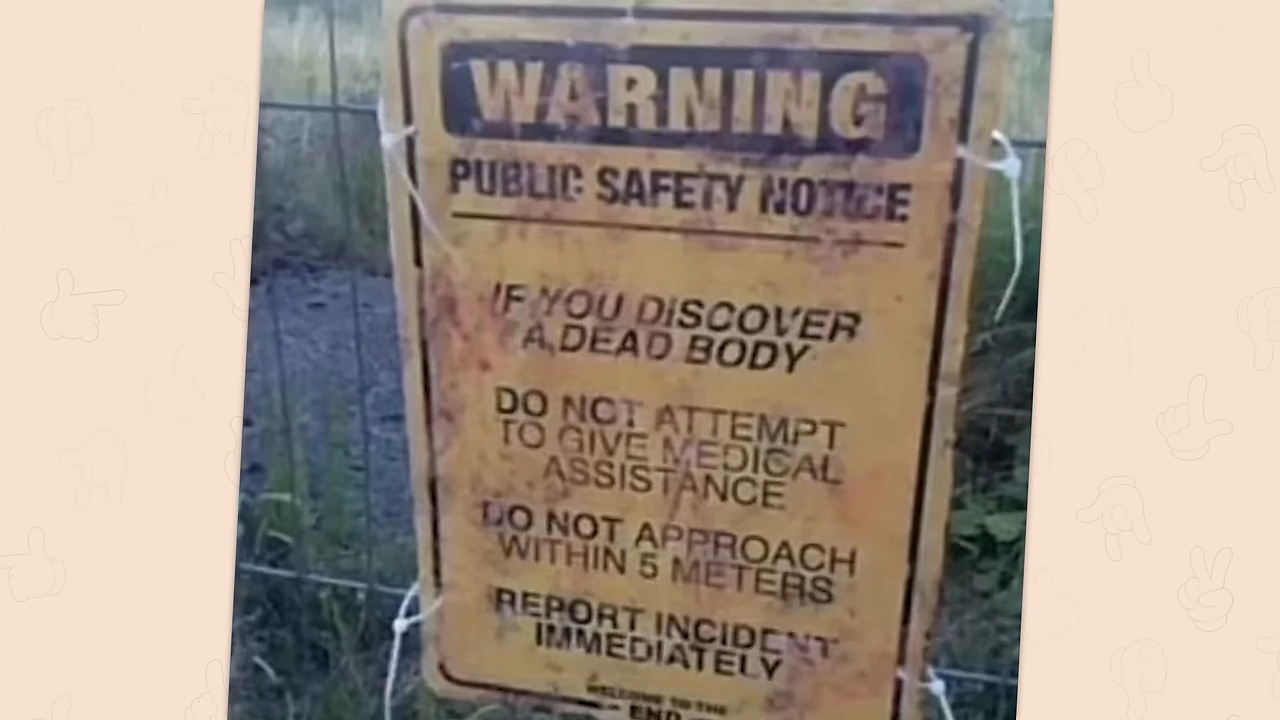 WARNING
PUBLIC SAFETY NOTICE
IF YOU DISCOVER
A DEAD BODY
DO NOT ATTEMPT
TO GIVE MEDICAL
ASSISTANCE
DO NOT APPROACH
WITHIN 5 METERS
REPORT INCIDENT
IMMEDIATELY
WELCOME TO THE
END